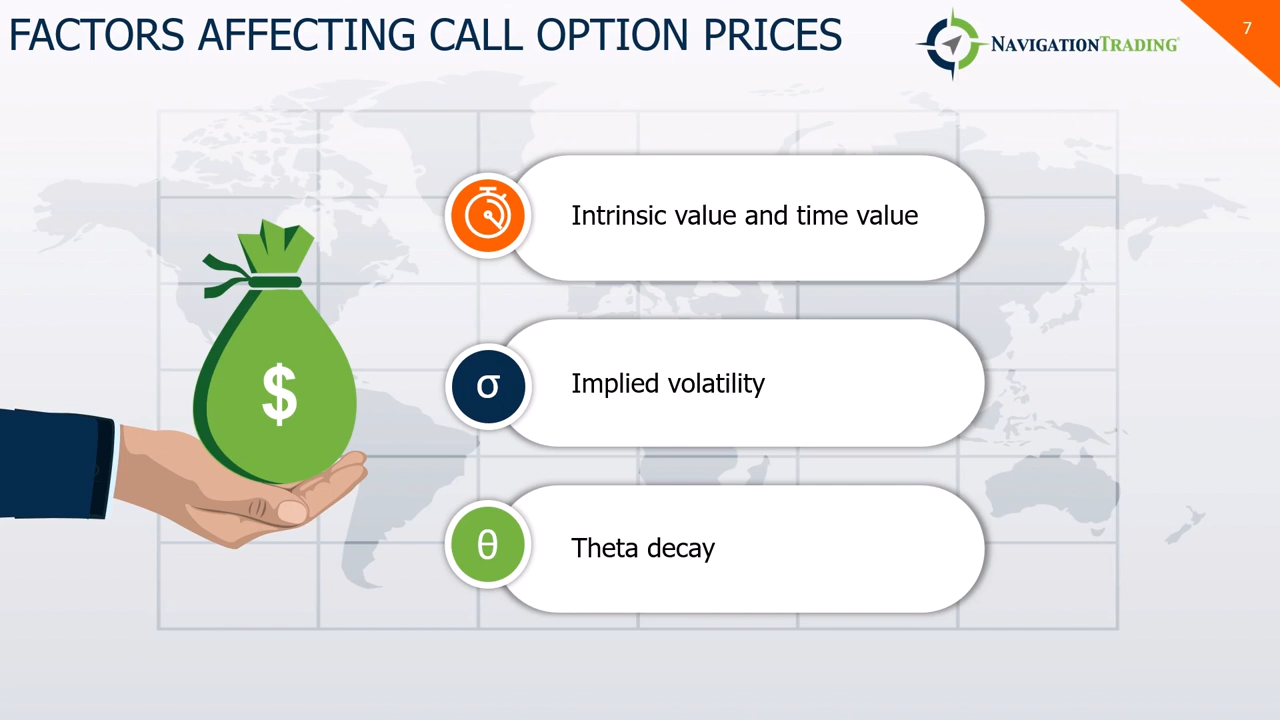 FACTORS AFFECTING CALL OPTION PRICES
NAVIGATIONTRADING®
7
Intrinsic value and time value
σ
Implied volatility
$
θ
Theta decay